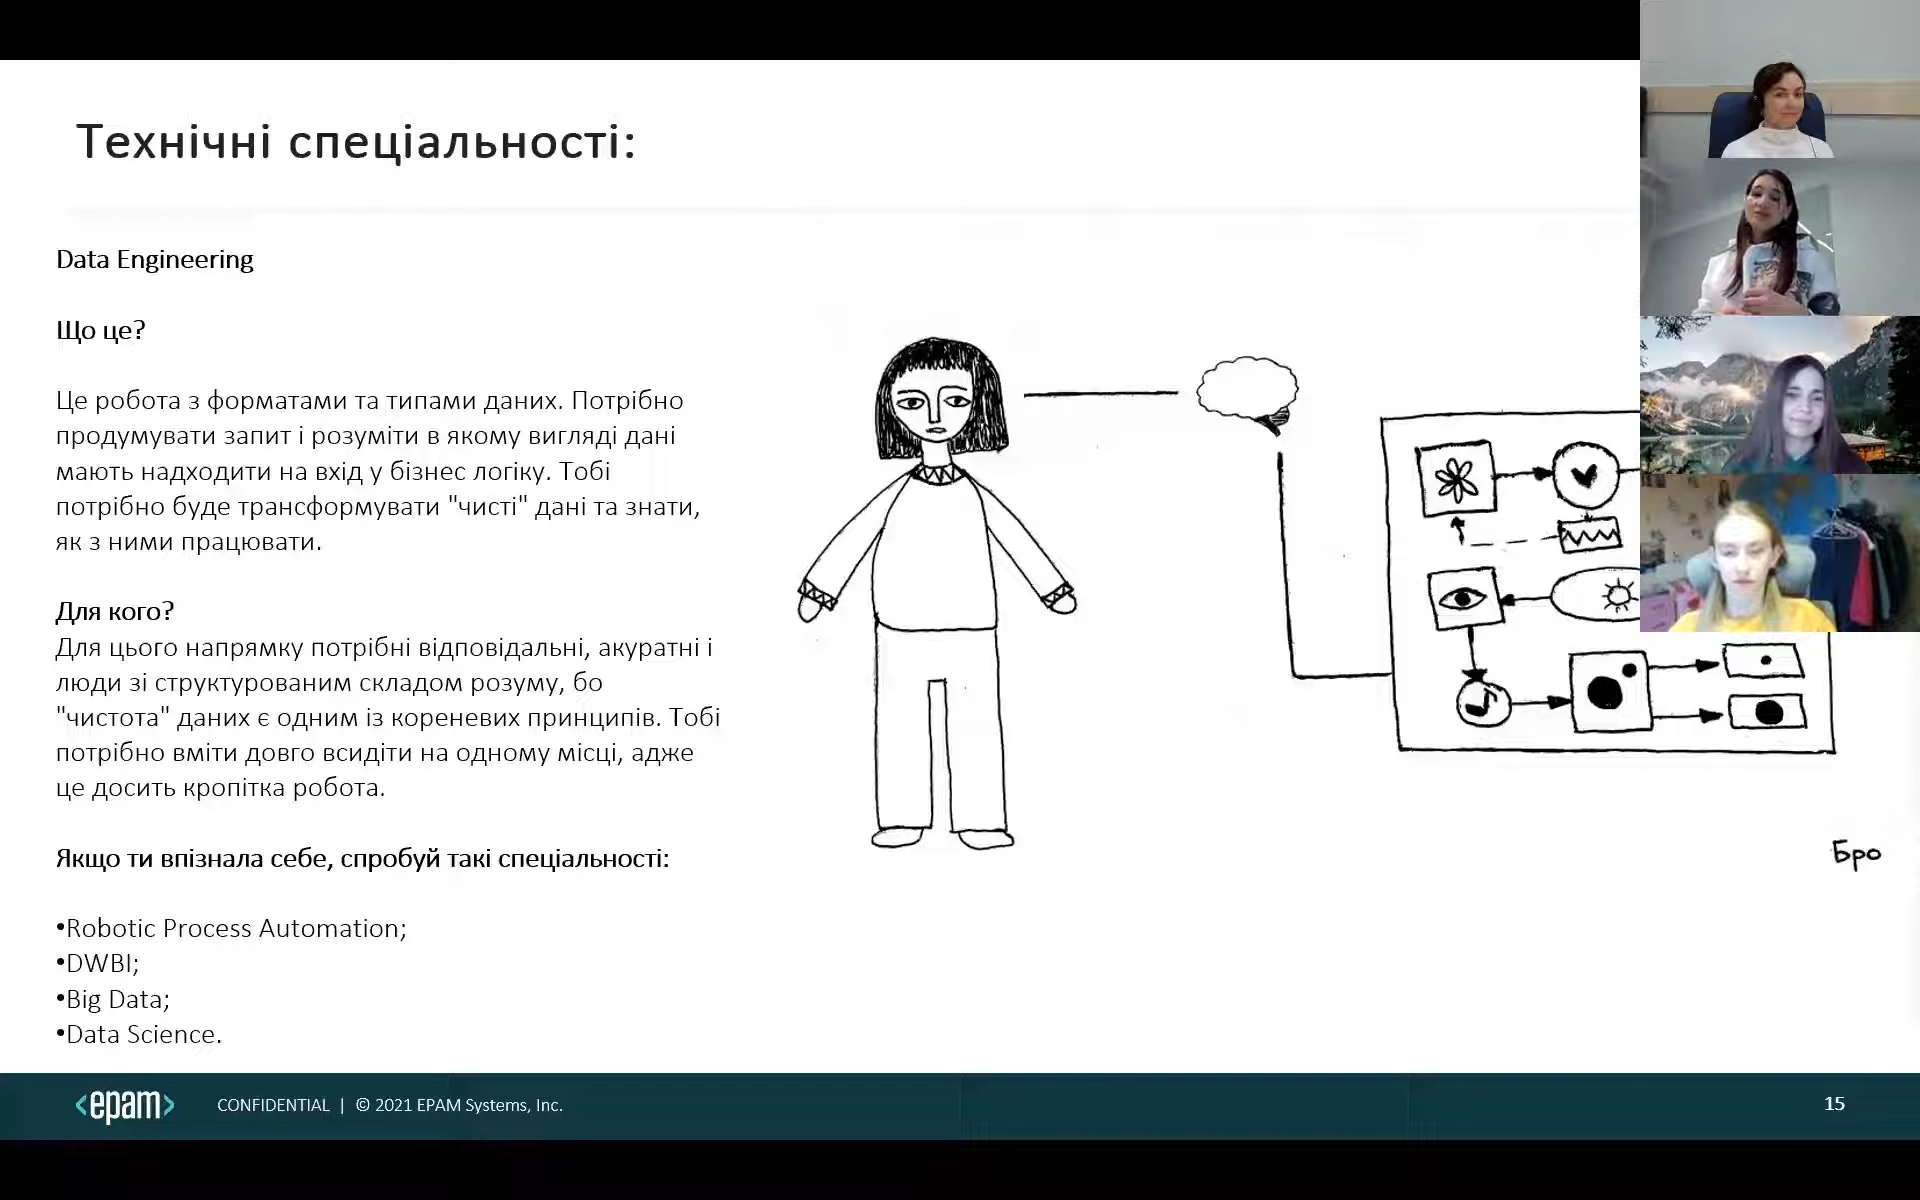 Технічні спеціальності:
Data Engineering
Що це?
Це робота з форматами та типами даних. Потрібно
продумувати запит і розуміти в якому вигляді дані
мають надходити на вхід у бізнес логіку. Тобі
потрібно буде трансформувати "чисті" дані та знати,
як з ними працювати.
Для кого?
Для цього напрямку потрібні відповідальні, акуратні і
люди зі структурованим складом розуму, бо
"чистота" даних є одним із кореневих принципів. Тобі
потрібно вміти довго всидіти на одному місці, адже
це досить кропітка робота.
Якщо ти впізнала себе, спробуй такі спеціальності:
•Robotic Process Automation;
•DWBI;
•Big Data;
•Data Science.
Бро
<epam> CONFIDENTIAL | © 2021 EPAM Systems, Inc.
15